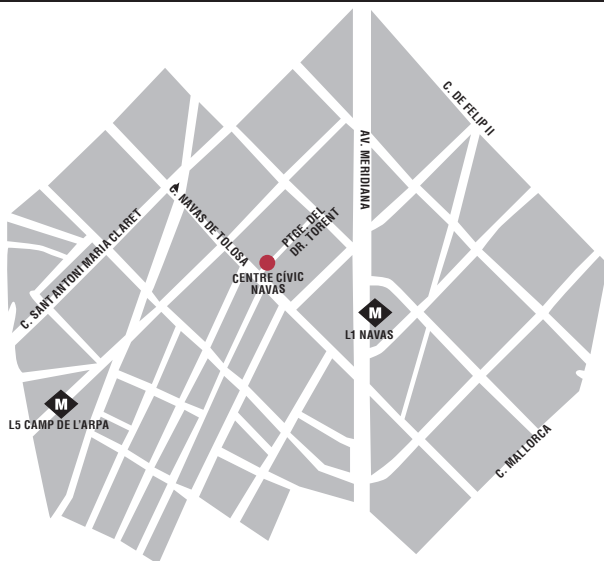 C. DE FELIP II
AV. MERIDIANA
C. NAVAS DE TOLOSA
PTGE. DEL
DR. TORENT
C. SANT ANTONI MARIA CLARET
CENTRE CÍVIC
NAVAS
M
L1 NAVAS
M
L5 CAMP DE L'ARPA
C. MALLORCA